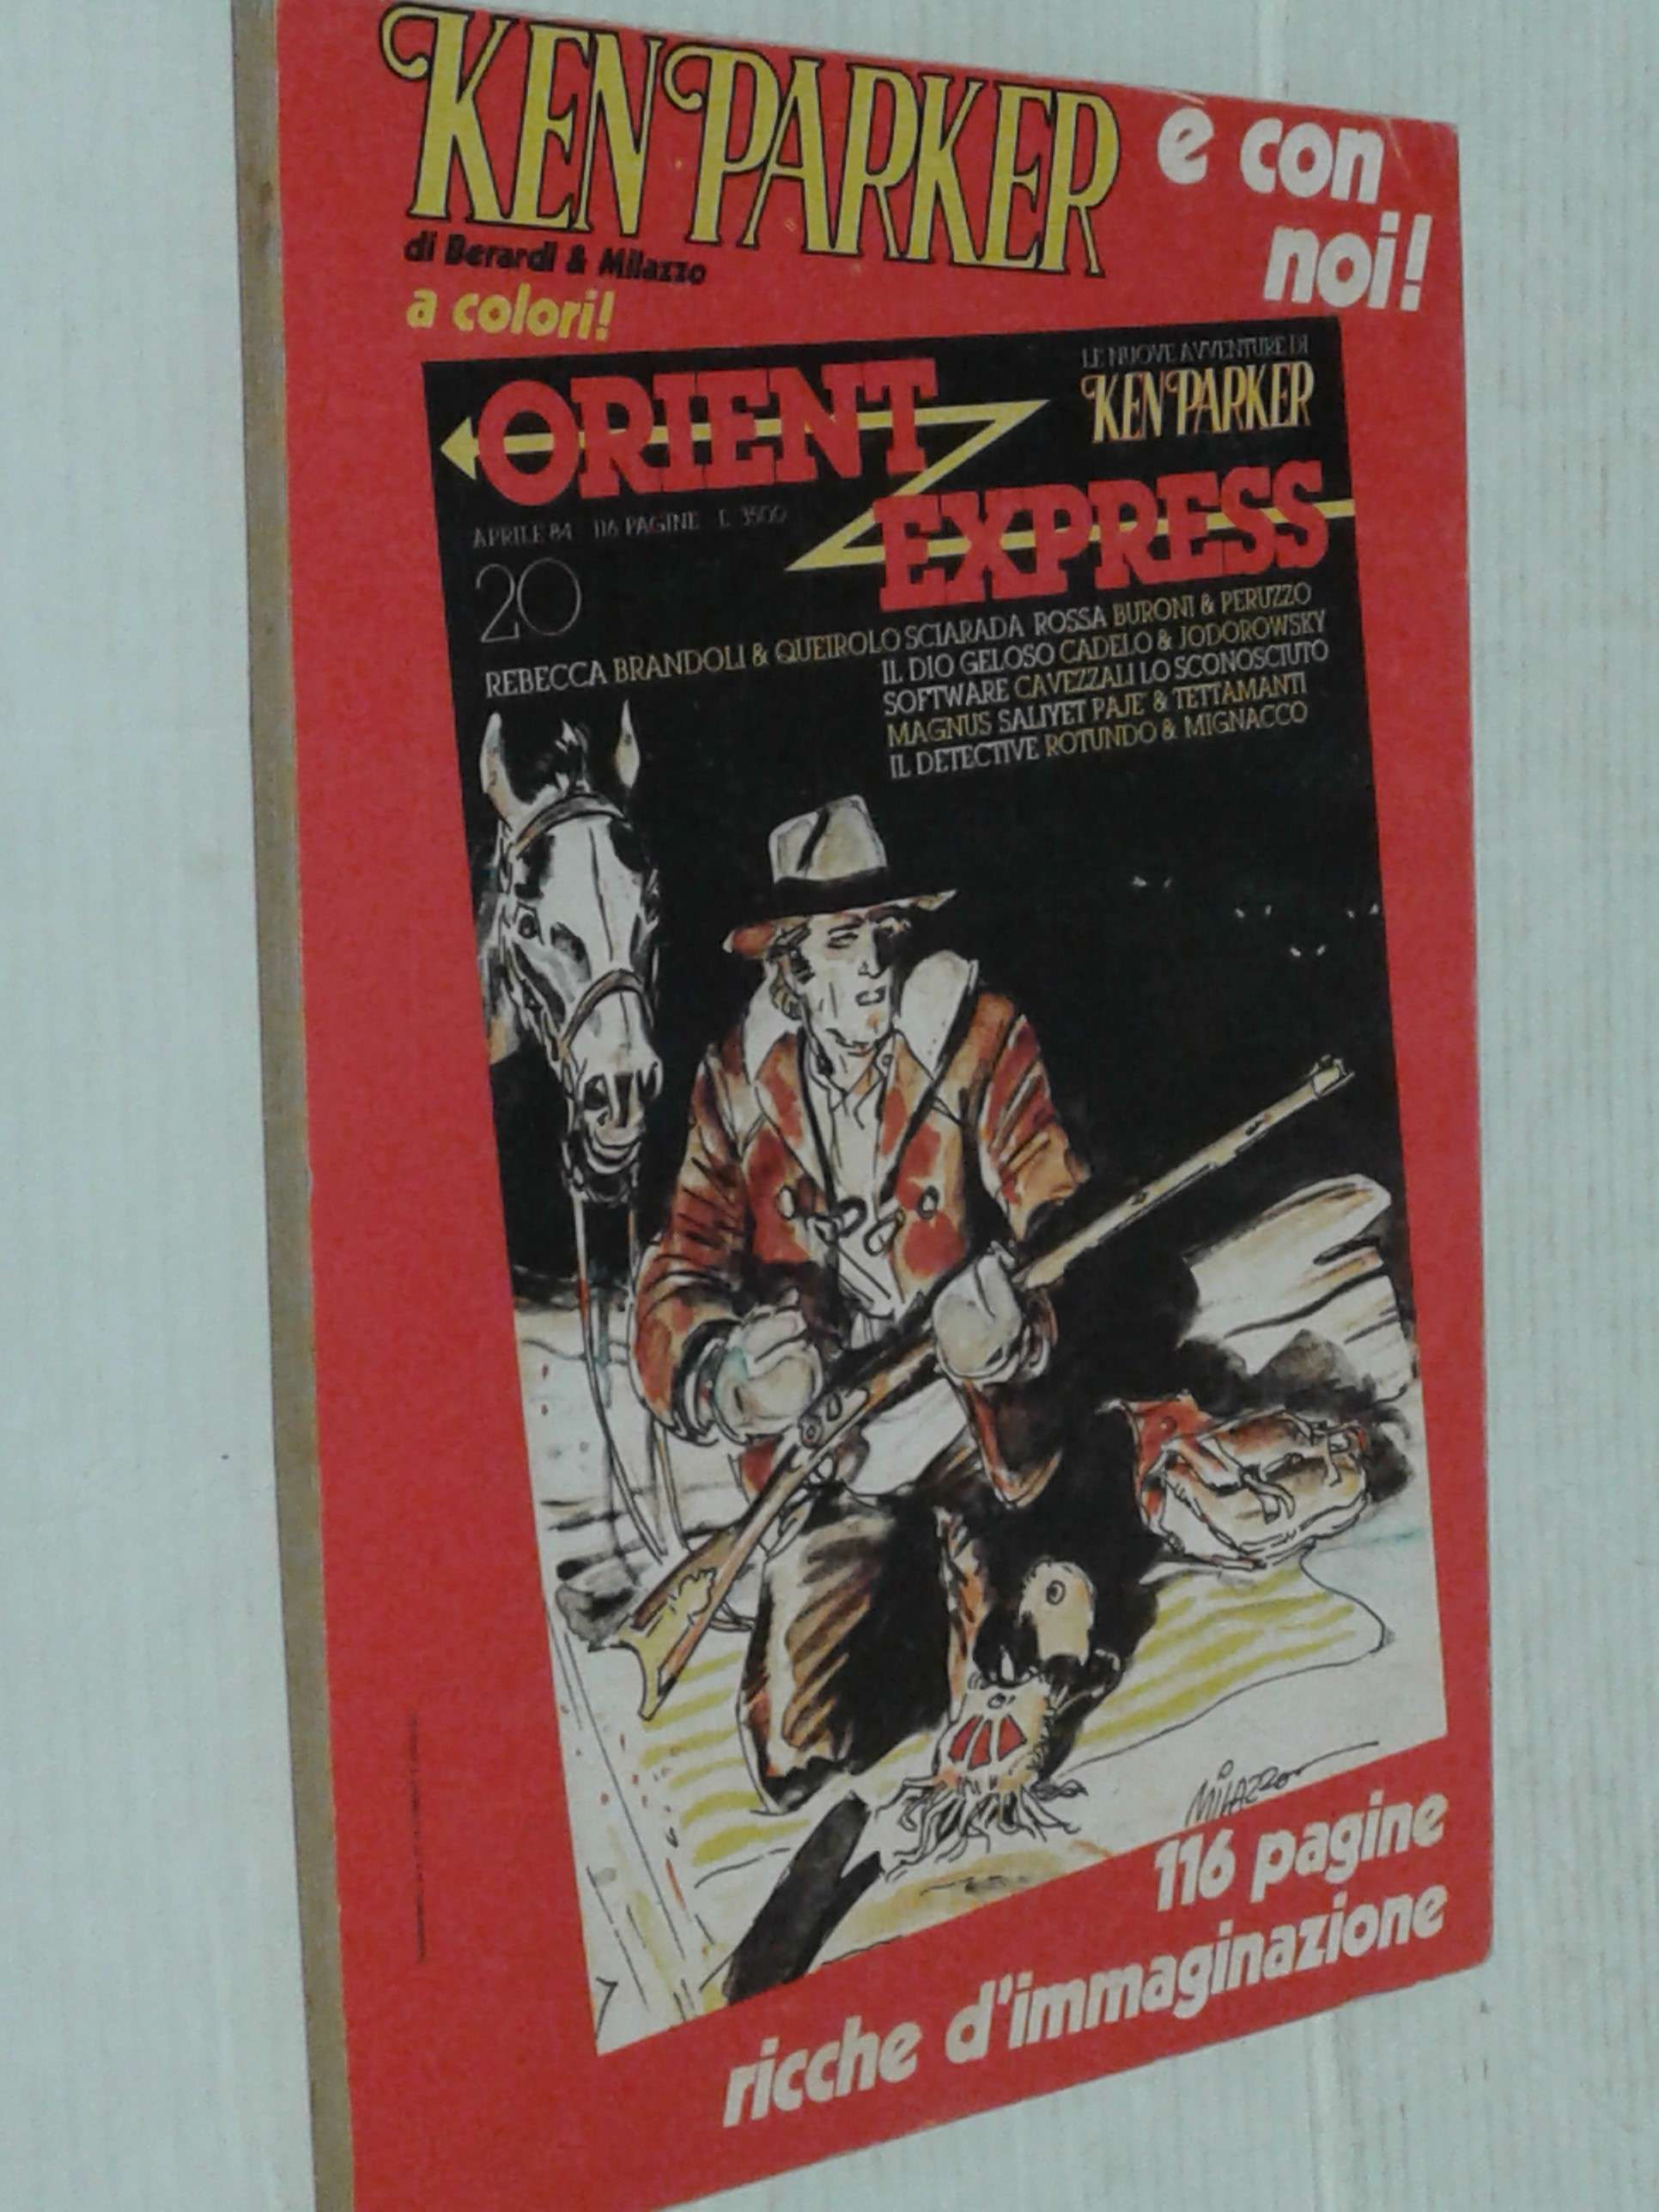 KEN PARKER
e con
noi!
di Berardi & Milazzo
a colori!
LE NUOVE AVVENTURE DI
KEN PARKER
ORIENT
EXPRESS
APRILE 84 116 PAGINE L. 3500
20
REBECCA BRANDOLI & QUEIROLO SCIARADA ROSSA BURONI & PERUZZO
IL DIO GELOSO CADELO & JODOROWSKY
SOFTWARE CAVEZZALI LO SCONOSCIUTO
MAGNUS SALIYET PAJE' & TETTAMANTI
IL DETECTIVE ROTUNDO & MIGNACCO
MILAZZO
116 pagine
ricche d'immaginazione